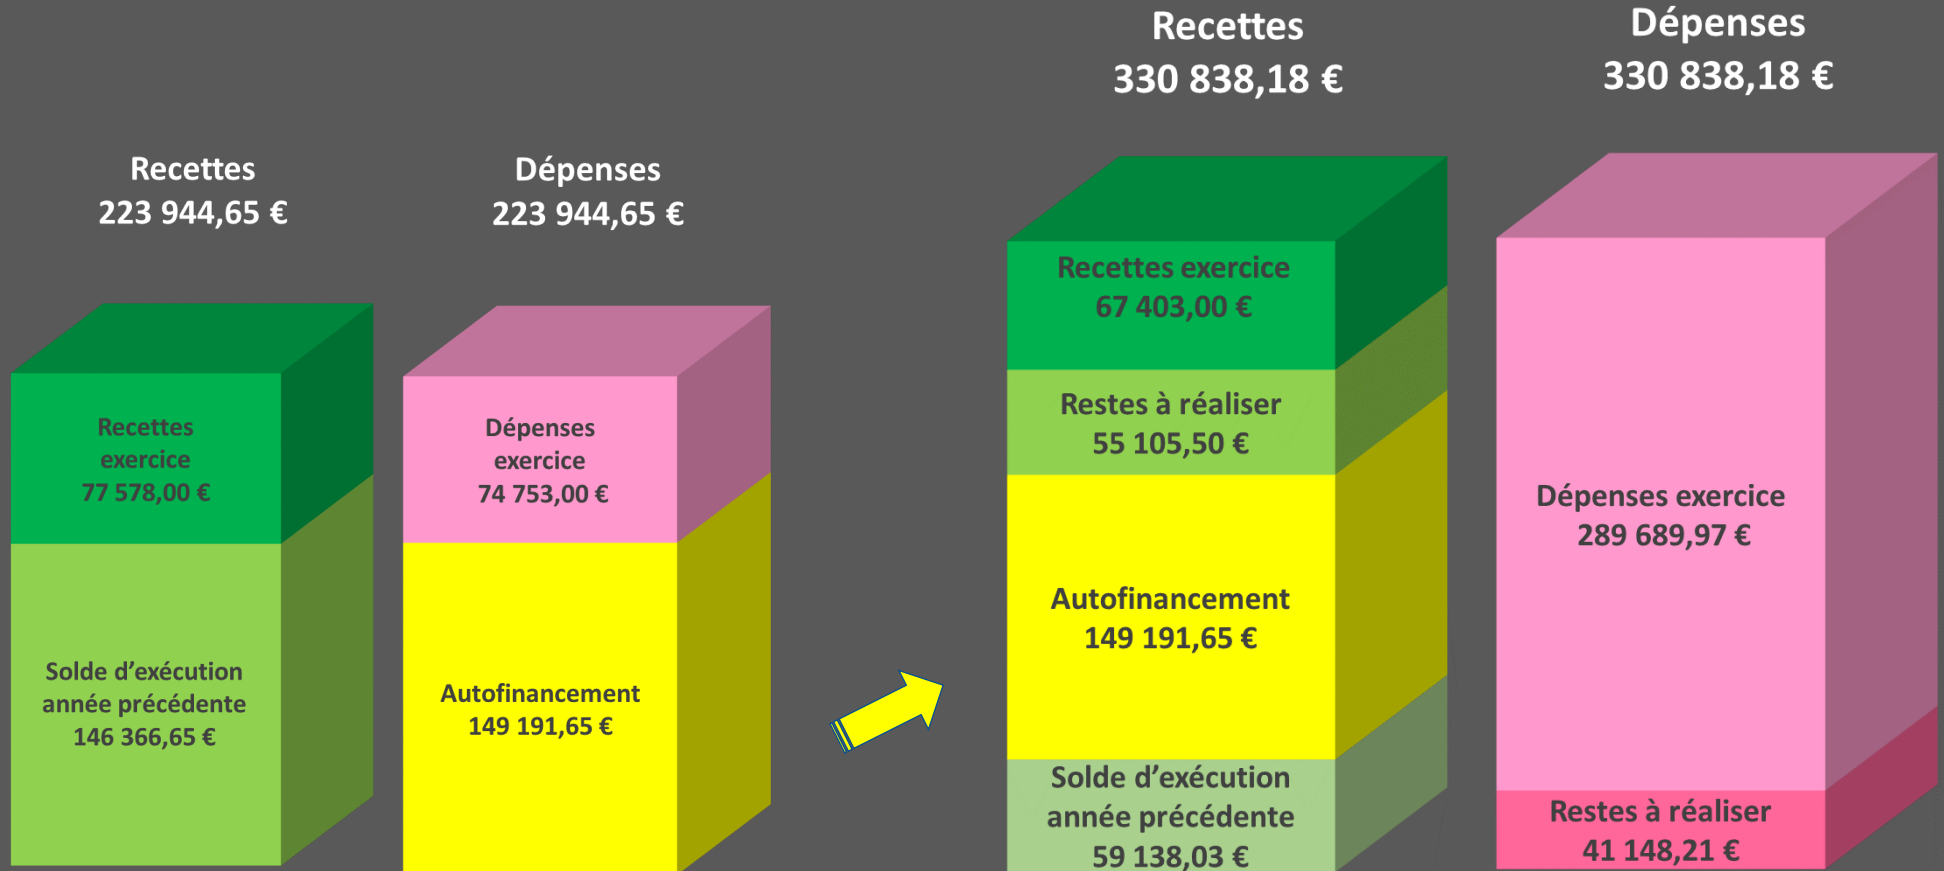 Recettes
223 944,65 €
Recettes
exercice
77 578,00 €
Solde d’exécution
année précédente
146 366,65 €
Dépenses
223 944,65 €
Dépenses
exercice
74 753,00 €
Autofinancement
149 191,65 €
Recettes
330 838,18 €
Recettes exercice
67 403,00 €
Restes à réaliser
55 105,50 €
Autofinancement
149 191,65 €
Solde d’exécution
année précédente
59 138,03 €
Dépenses
330 838,18 €
Dépenses exercice
289 689,97 €
Restes à réaliser
41 148,21 €